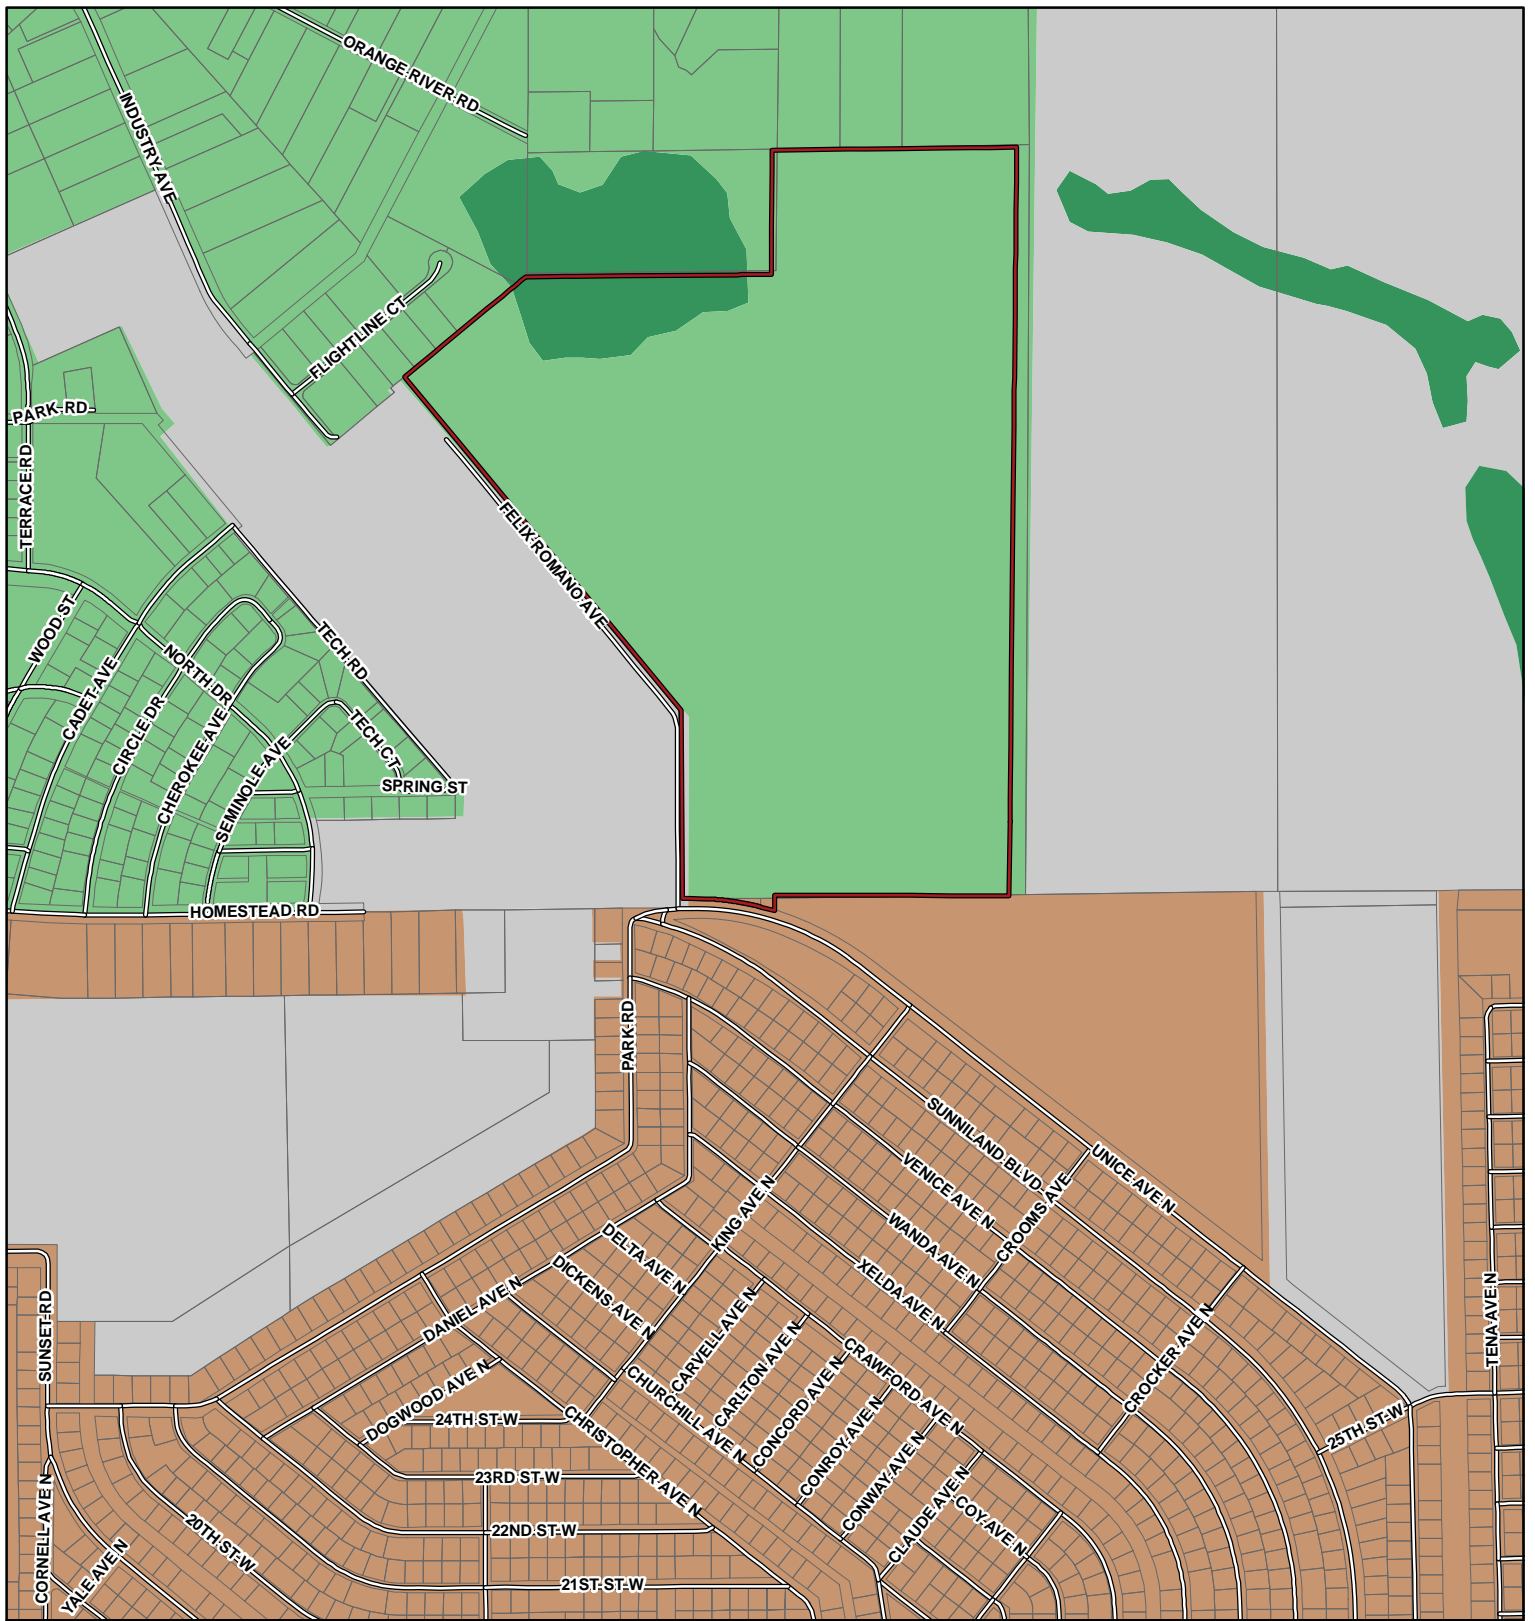 ORANGE RIVER RD
INDUSTRY AVE
FLIGHTLINE CT
PARK RD
TERRACE RD
FELIX ROMANO AVE
WOOD ST
CADET AVE
NORTH DR
CIRCLE DR
CHEROKEE AVE
SEMINOLE AVE
TECH RD
TECH CT
SPRING ST
HOMESTEAD RD
PARK RD
SUNNILAND BLVD
UNICE AVE N
VENICE AVE N
CROOMS AVE
WANDA AVE N
KING AVE N
XELDA AVE N
DELTA AVE N
DICKENS AVE N
DANIEL AVE N
SUNSET RD
TENA AVE N
CARVELL AVE N
CARLTON AVE N
CRAWFORD AVE N
CROCKER AVE N
DOGWOOD AVE N
CHURCHILL AVE N
CONCORD AVE N
24TH ST W
CHRISTOPHER AVE N
CONROY AVE N
25TH ST W
23RD ST W
CONWAY AVE N
CLAUDE AVE N
COY AVE N
CORNELL AVE N
20TH ST W
22ND ST W
YALE AVE N
21ST ST W